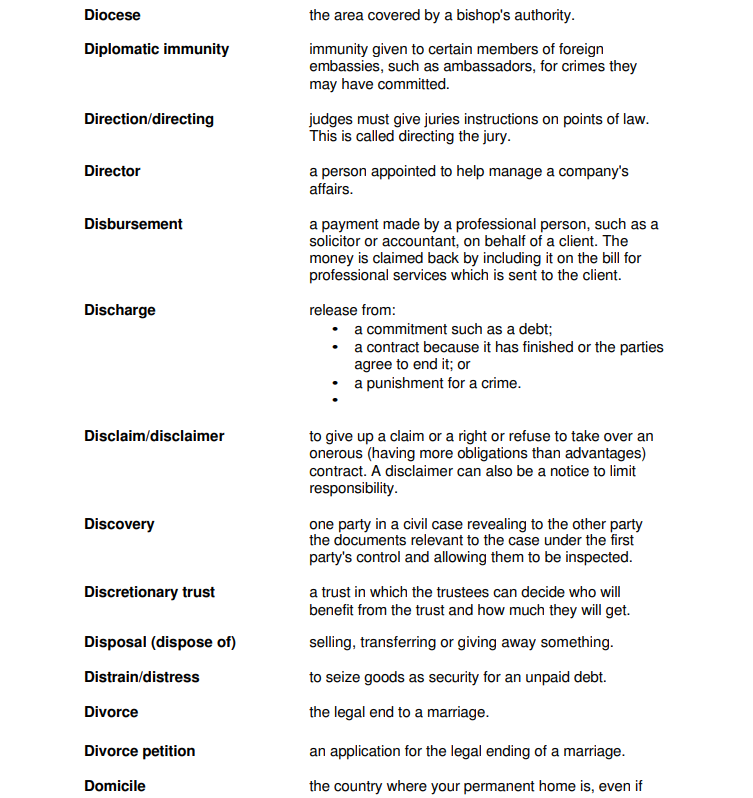 Diocese the area covered by a bishop's authority.
Diplomatic immunity immunity given to certain members of foreign
embassies, such as ambassadors, for crimes they
may have committed.
Direction/directing judges must give juries instructions on points of law.
This is called directing the jury.
Director a person appointed to help manage a company's
affairs.
Disbursement a payment made by a professional person, such as a
solicitor or accountant, on behalf of a client. The
money is claimed back by including it on the bill for
professional services which is sent to the client.
Discharge release from:
• a commitment such as a debt;
• a contract because it has finished or the parties
agree to end it; or
• a punishment for a crime.
•
Disclaim/disclaimer to give up a claim or a right or refuse to take over an
onerous (having more obligations than advantages)
contract. A disclaimer can also be a notice to limit
responsibility.
Discovery one party in a civil case revealing to the other party
the documents relevant to the case under the first
party's control and allowing them to be inspected.
Discretionary trust a trust in which the trustees can decide who will
benefit from the trust and how much they will get.
Disposal (dispose of) selling, transferring or giving away something.
Distrain/distress to seize goods as security for an unpaid debt.
Divorce the legal end to a marriage.
Divorce petition an application for the legal ending of a marriage.
Domicile the country where your permanent home is, even if